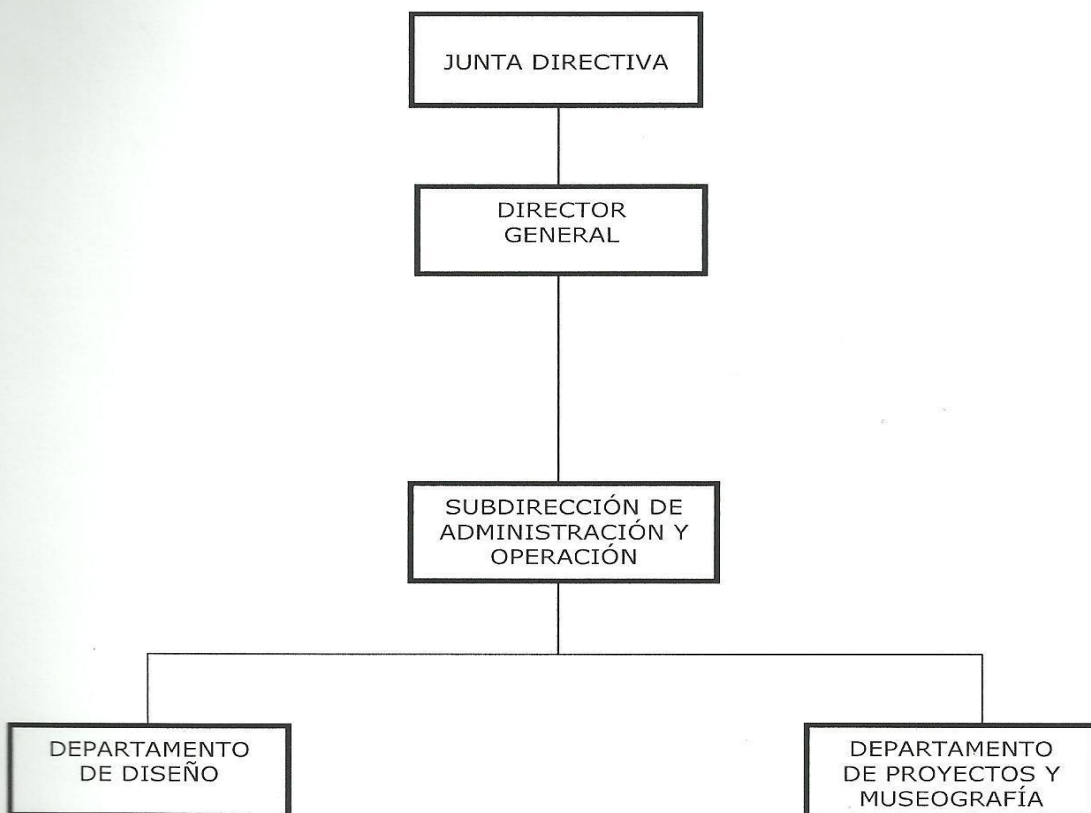 JUNTA DIRECTIVA
DIRECTOR
GENERAL
SUBDIRECCIÓN DE
ADMINISTRACIÓN Y
OPERACIÓN
DEPARTAMENTO
DE DISEÑO
DEPARTAMENTO
DE PROYECTOS Y
MUSEOGRAFÍA